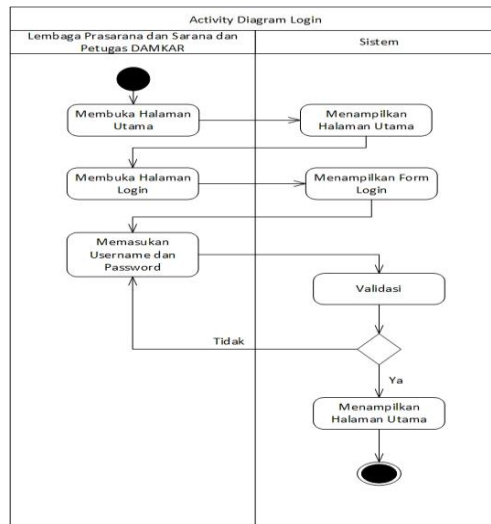 Activity Diagram Login
Lembaga Prasarana dan Sarana dan
Petugas DAMKAR
Sistem
Membuka Halaman
Utama
Menampilkan
Halaman Utama
Membuka Halaman
Login
Menampilkan Form
Login
Memasukan
Username dan
Password
Validasi
Tidak
Ya
Menampilkan
Halaman Utama